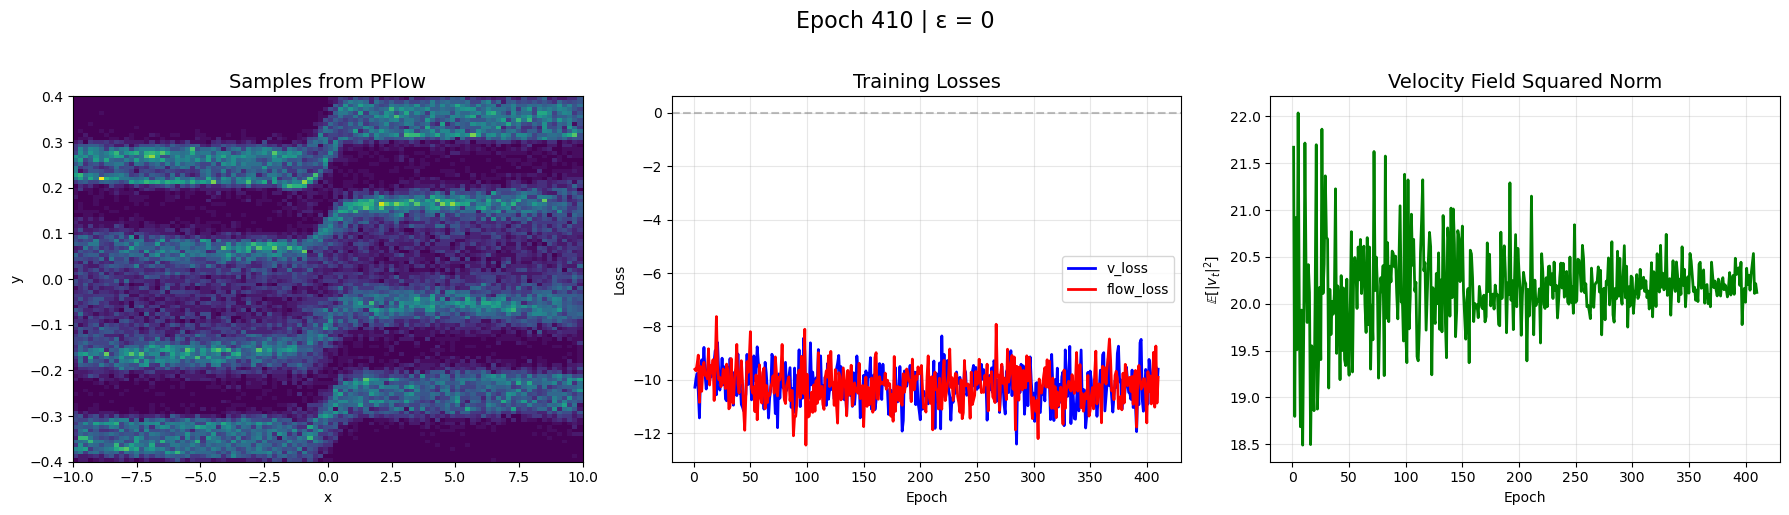 Epoch 410 | ε = 0
Samples from PFlow
0.4
0.3
0.2
0.1
0.0
−0.1
−0.2
−0.3
−0.4
y
−10.0 −7.5 −5.0 −2.5 0.0 2.5 5.0 7.5 10.0
x
Training Losses
0
−2
−4
−6
−8
−10
−12
Loss
v_loss
flow_loss
0 50 100 150 200 250 300 350 400
Epoch
Velocity Field Squared Norm
22.0
21.5
21.0
20.5
20.0
19.5
19.0
18.5
𝔼[|v_t|²]
0 50 100 150 200 250 300 350 400
Epoch